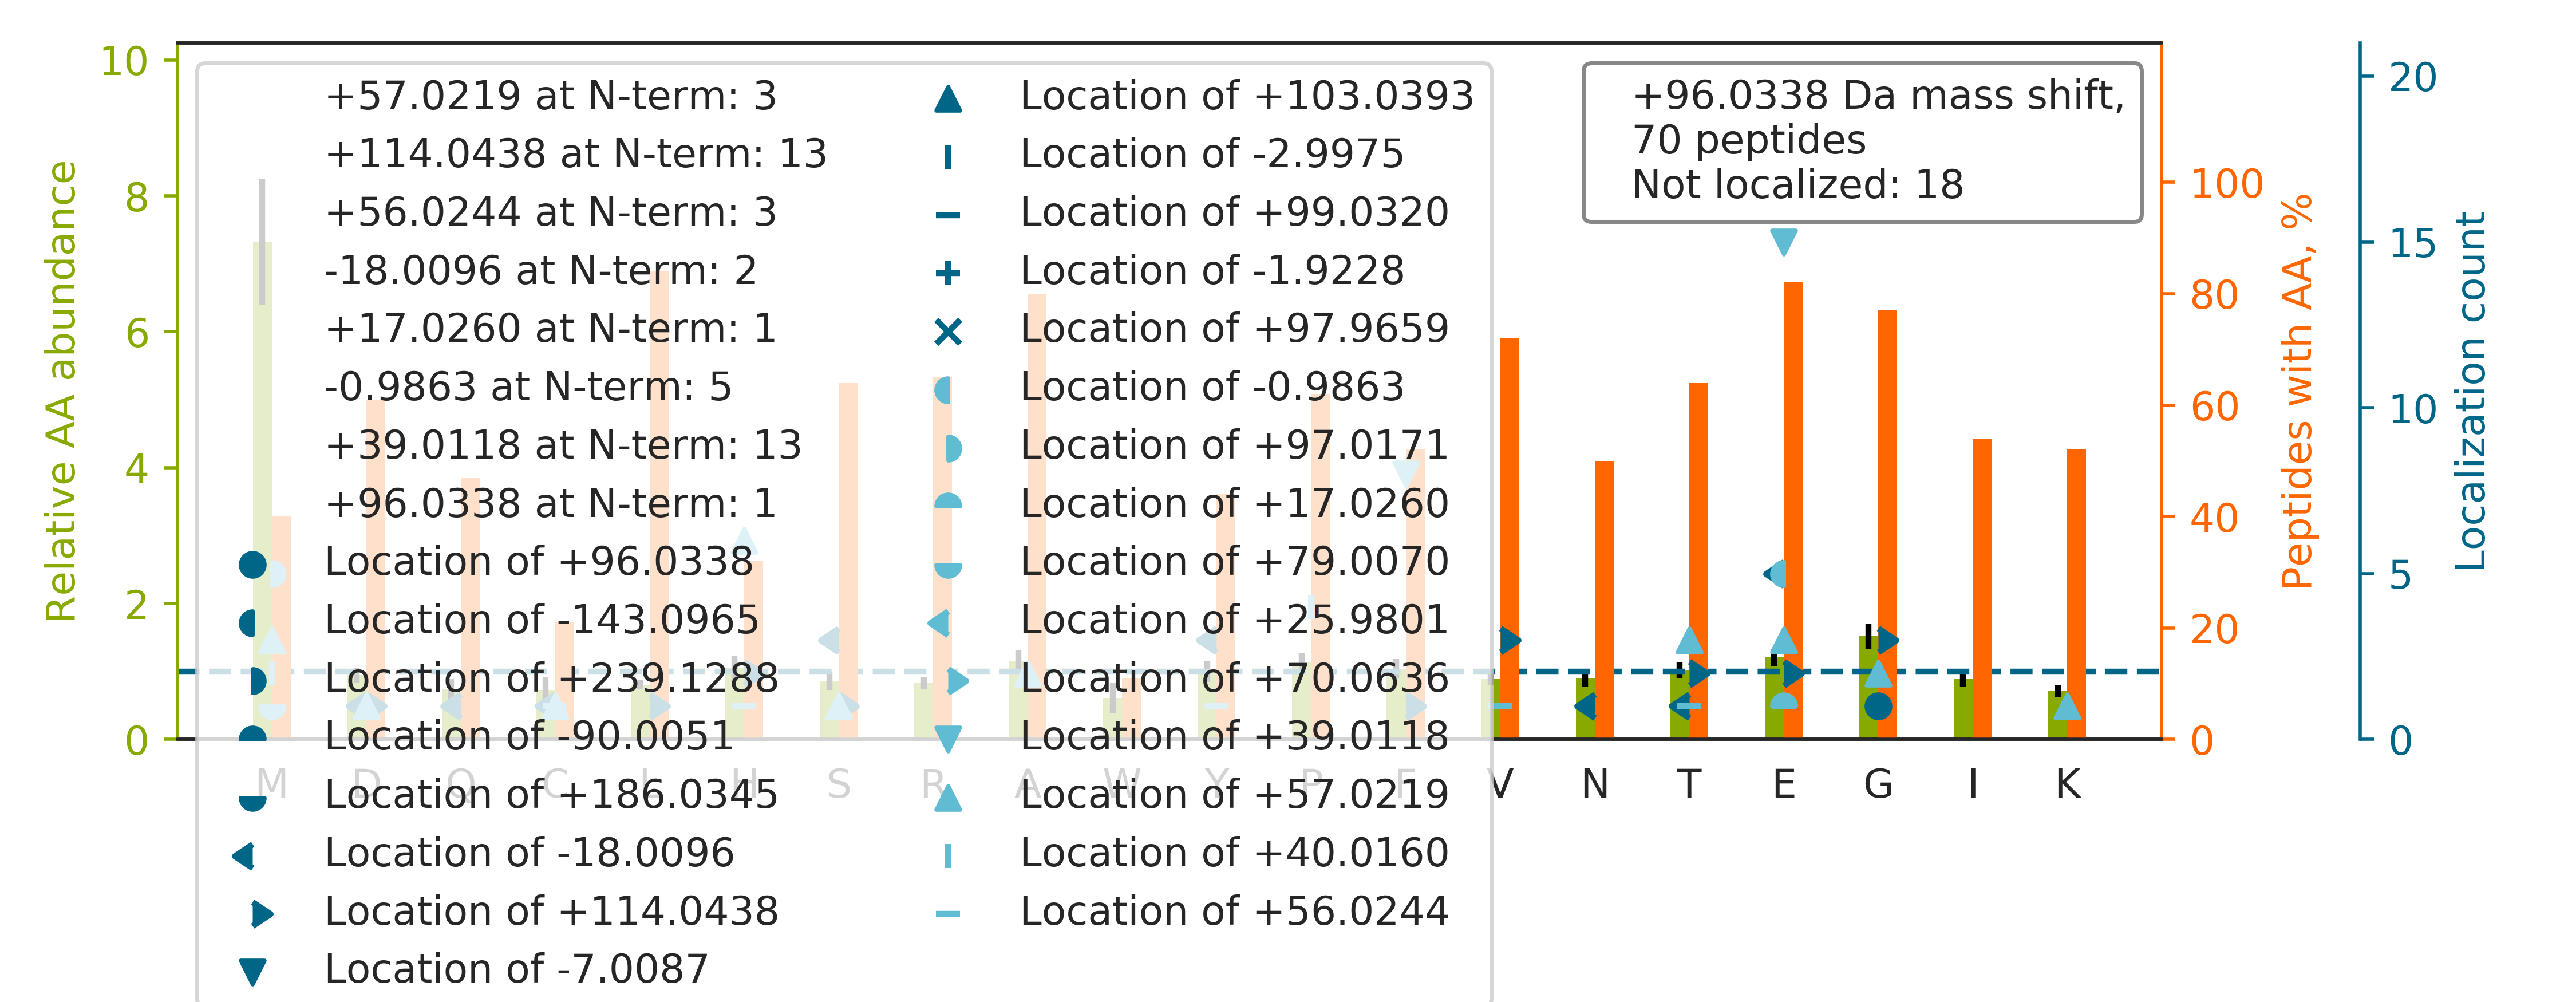 Relative AA abundance
10
8
6
4
2
0
+57.0219 at N-term: 3
+114.0438 at N-term: 13
+56.0244 at N-term: 3
-18.0096 at N-term: 2
+17.0260 at N-term: 1
-0.9863 at N-term: 5
+39.0118 at N-term: 13
+96.0338 at N-term: 1
Location of +96.0338
Location of -143.0965
Location of +239.1288
Location of -90.0051
Location of +186.0345
Location of -18.0096
Location of +114.0438
Location of -7.0087
Location of +103.0393
Location of -2.9975
Location of +99.0320
Location of -1.9228
Location of +97.9659
Location of -0.9863
Location of +97.0171
Location of +17.0260
Location of +79.0070
Location of +25.9801
Location of +70.0636
Location of +39.0118
Location of +57.0219
Location of +40.0160
Location of +56.0244
+96.0338 Da mass shift,
70 peptides
Not localized: 18
M D Q C L H S R A W Y P F V N T E G I K
100
80
60
40
20
0
Peptides with AA, %
20
15
10
5
0
Localization count